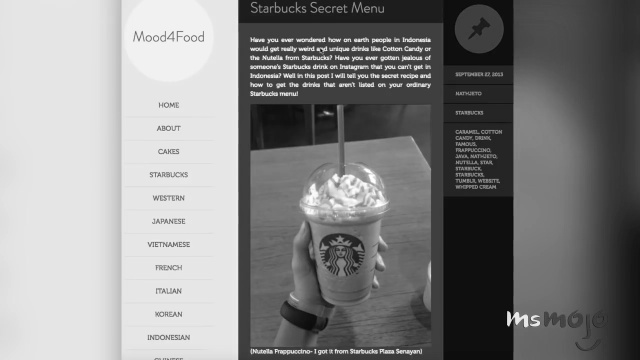 Mood4Food
HOME
ABOUT
CAKES
STARBUCKS
WESTERN
JAPANESE
VIETNAMESE
FRENCH
ITALIAN
KOREAN
INDONESIAN
CHINESE
Starbucks Secret Menu
Have you ever wondered how on earth people in Indonesia
would get really weird and unique drinks like Cotton Candy or
the Nutella from Starbucks? Have you ever gotten jealous of
someone's Starbucks drink on Instagram that you can't get in
Indonesia? Well in this post I will tell you the secret recipe and
how to get the drinks that aren't listed on your ordinary
Starbucks menu!
(Nutella Frappuccino- I got it from Starbucks Plaza Senayan)
SEPTEMBER 27, 2013
NATHJETO
STARBUCKS
CARAMEL, COTTON
CANDY, DRINK,
FAMOUS,
FRAPPUCCINO,
JAVA, NATHJETO,
NUTELLA, STAR,
STARBUCK,
STARBUCKS,
TUMBLR, WEBSITE,
WHIPPED CREAM
msmojo